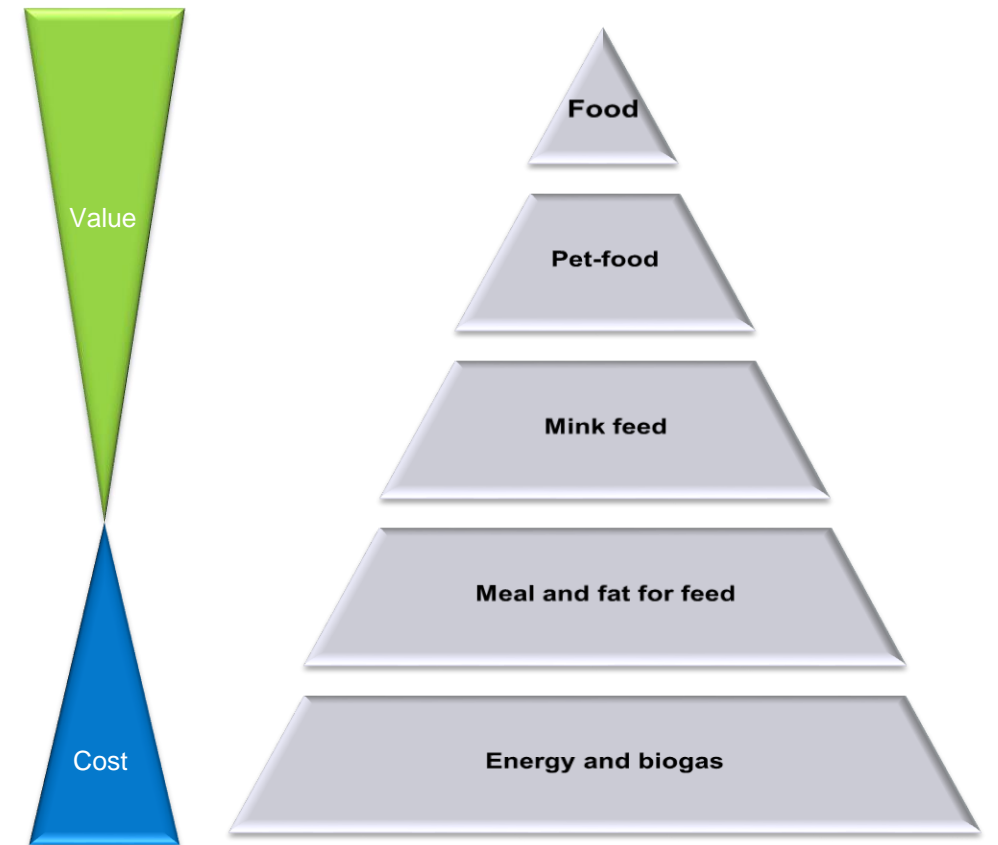 Food
Value
Pet-food
Mink feed
Meal and fat for feed
Cost
Energy and biogas